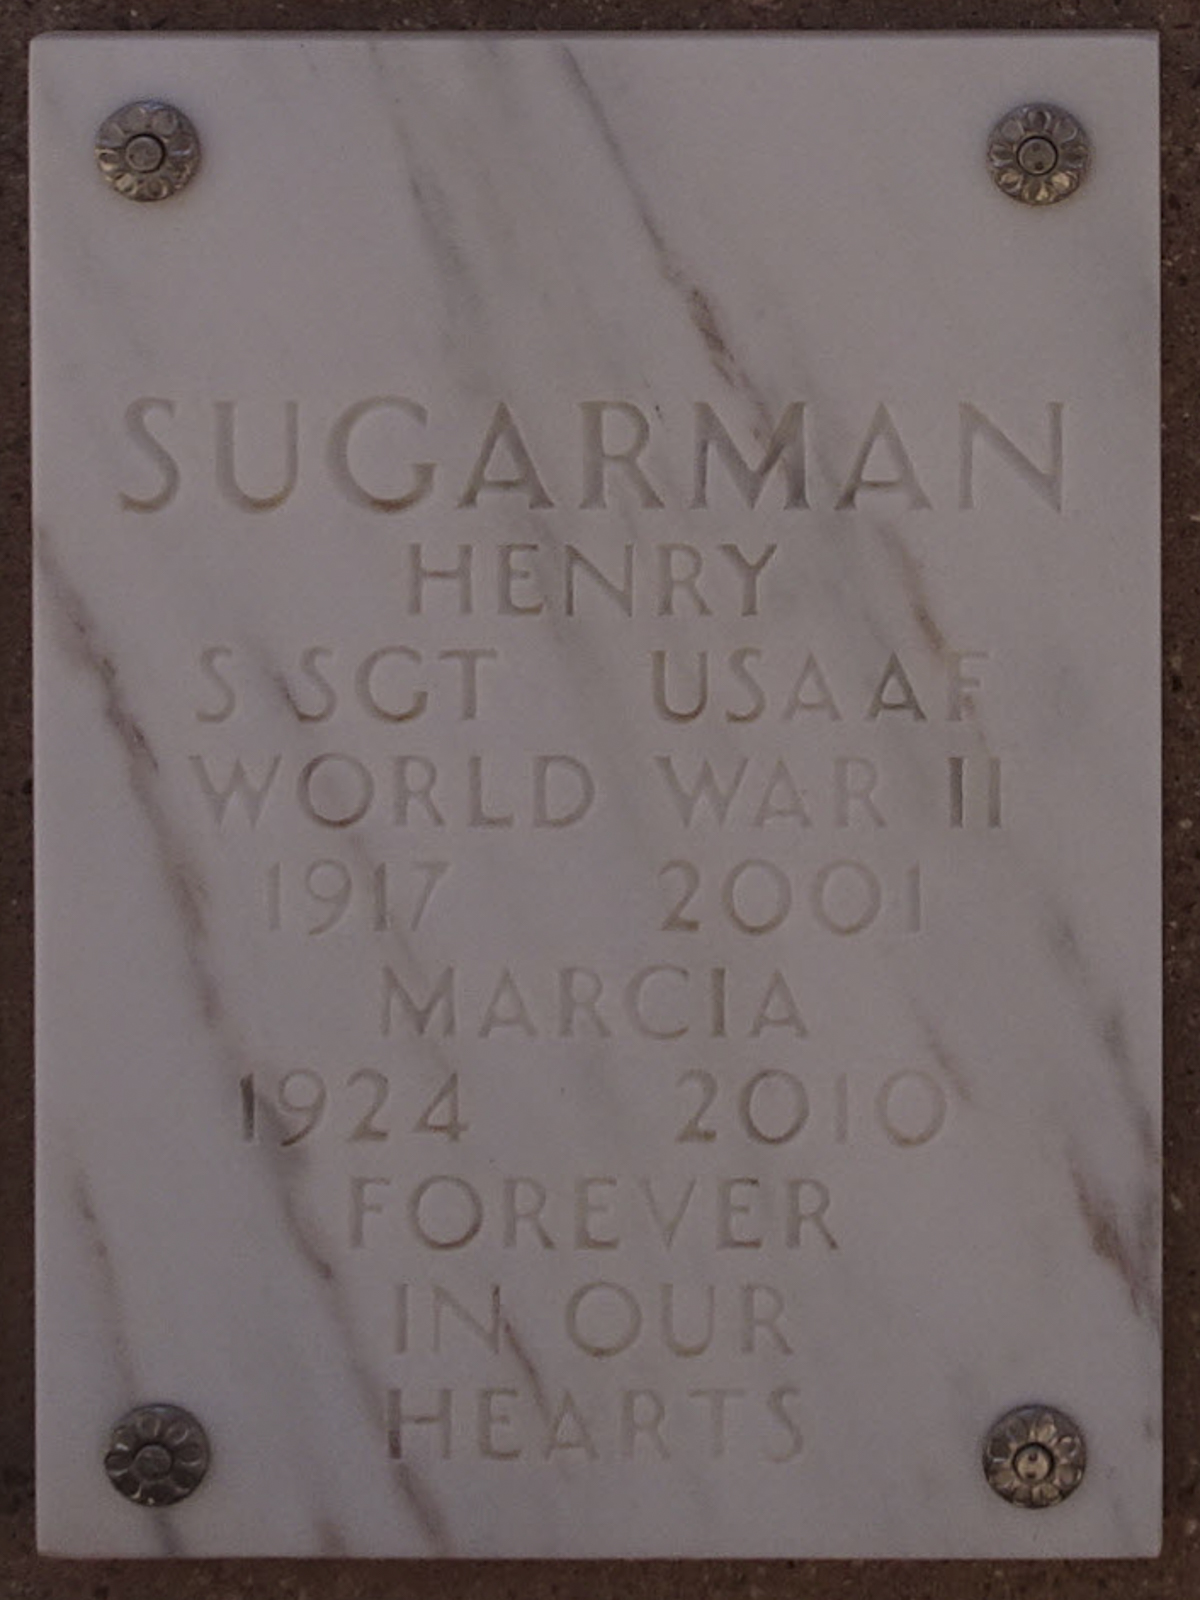 SUGARMAN
HENRY
S SGT USAAF
WORLD WAR II
1917 2001
MARCIA
1924 2010
FOREVER
IN OUR
HEARTS